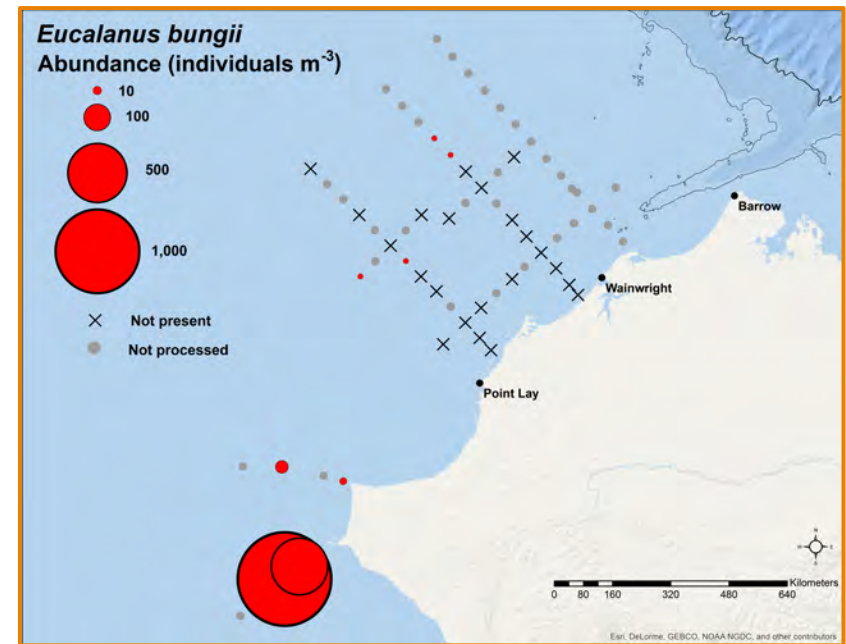 Eucalanus bungii
Abundance (individuals m⁻³)
10
100
500
1,000
Not present
Not processed
Barrow
Wainwright
Point Lay
N
W E
S
Kilometers
0 80 160 320 480 640
Esri, DeLorme, GEBCO, NOAA NGDC, and other contributors